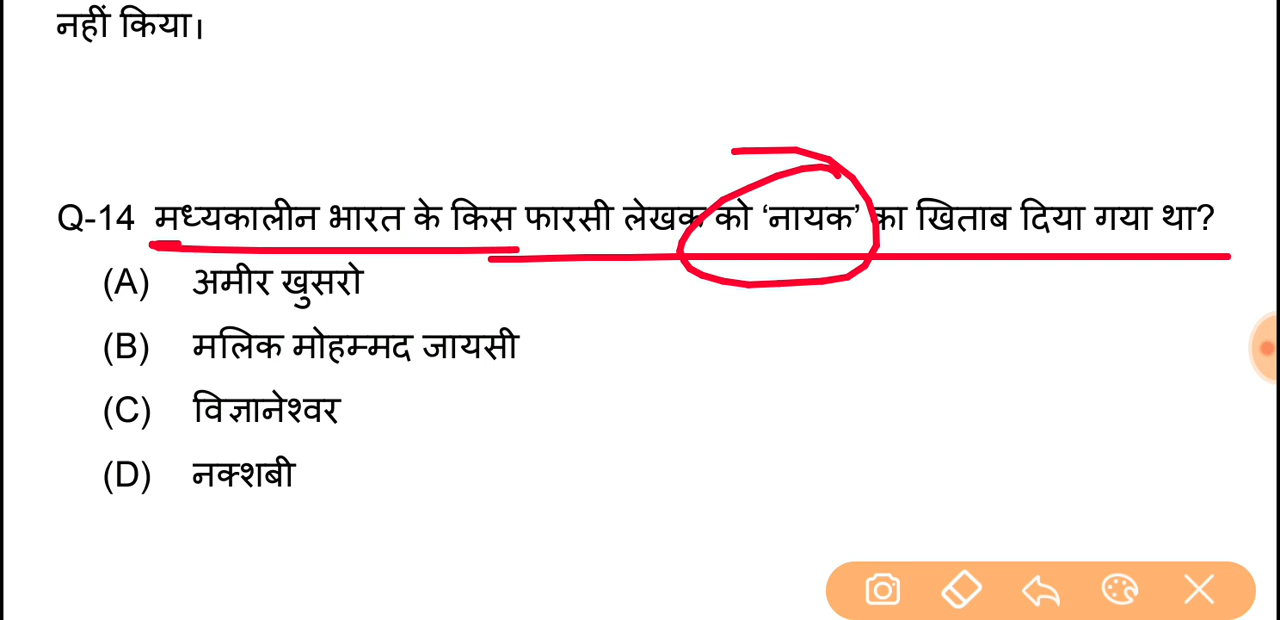 नहीं किया।
Q-14 मध्यकालीन भारत के किस फारसी लेखक को ‘नायक’ का खिताब दिया गया था?
(A) अमीर खुसरो
(B) मलिक मोहम्मद जायसी
(C) विज्ञानेश्वर
(D) नक्शबी